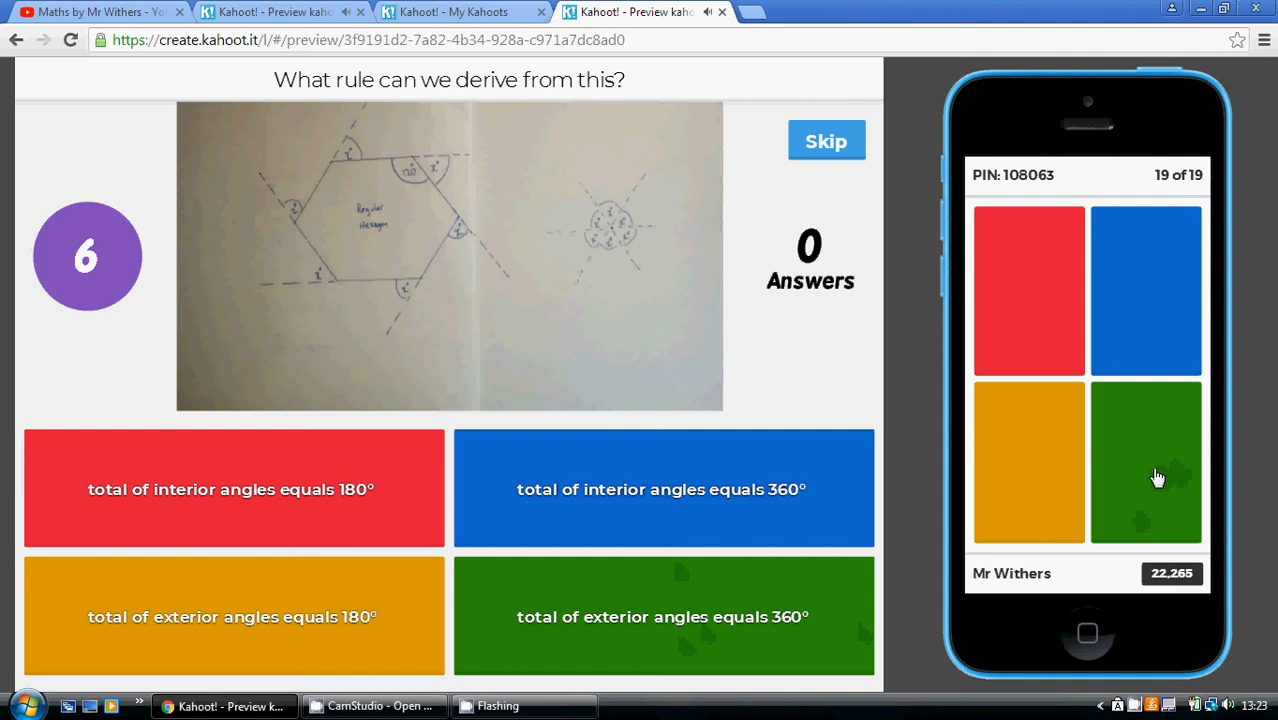 Maths by Mr Withers - Yo
Kahoot! - Preview kah
Kahoot! - My Kahoots
Kahoot! - Preview kaho
https://create.kahoot.it/l/#/preview/3f9191d2-7a82-4b34-928a-c971a7dc8ad0
What rule can we derive from this?
Skip
6
0
Answers
x°
120°
x°
x°
Regular
Hexagon
x°
x°
x°
x°
x°
x°
x°
x°
x°
total of interior angles equals 180°
total of interior angles equals 360°
total of exterior angles equals 180°
total of exterior angles equals 360°
PIN: 108063
19 of 19
Mr Withers
22,265
Kahoot! - Preview k...
CamStudio - Open ...
Flashing
13:23